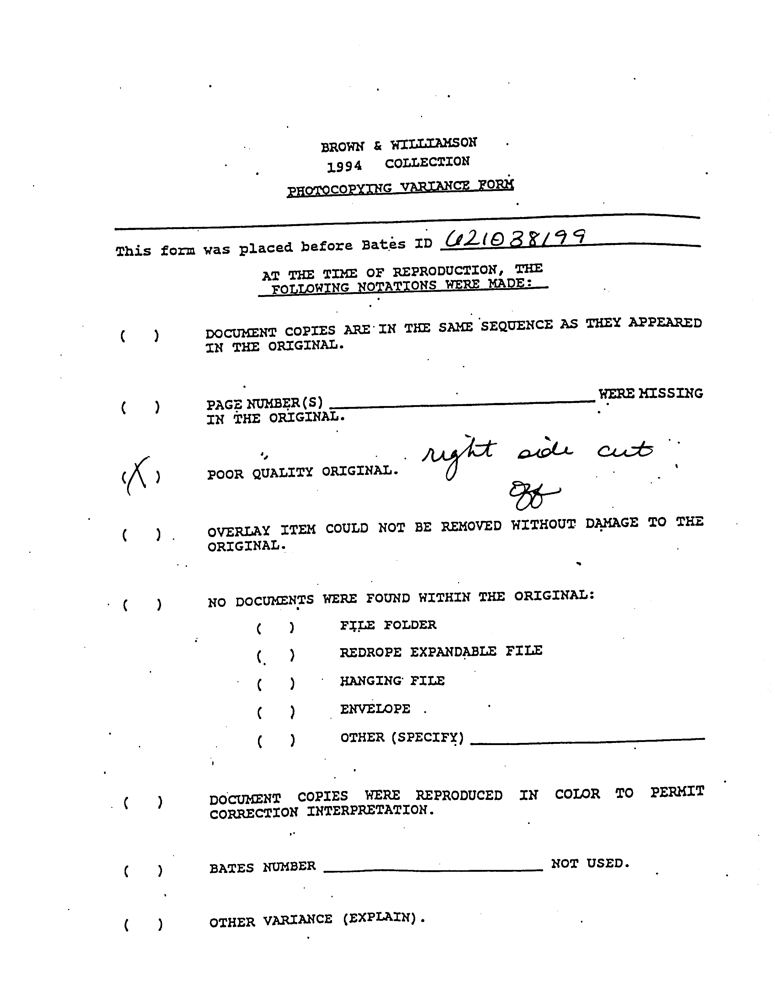 BROWN & WILLIAMSON
1994 COLLECTION
PHOTOCOPYING VARIANCE FORM
This form was placed before Bates ID 621038199
AT THE TIME OF REPRODUCTION, THE
FOLLOWING NOTATIONS WERE MADE:
( ) DOCUMENT COPIES ARE IN THE SAME SEQUENCE AS THEY APPEARED
IN THE ORIGINAL.
( ) PAGE NUMBER(S) ____________ WERE MISSING
IN THE ORIGINAL.
(X) POOR QUALITY ORIGINAL. right side cut
off
( ) OVERLAY ITEM COULD NOT BE REMOVED WITHOUT DAMAGE TO THE
ORIGINAL.
( ) NO DOCUMENTS WERE FOUND WITHIN THE ORIGINAL:
( ) FILE FOLDER
( ) REDROPE EXPANDABLE FILE
( ) HANGING FILE
( ) ENVELOPE
( ) OTHER (SPECIFY) ____________
( ) DOCUMENT COPIES WERE REPRODUCED IN COLOR TO PERMIT
CORRECTION INTERPRETATION.
( ) BATES NUMBER ____________ NOT USED.
( ) OTHER VARIANCE (EXPLAIN).